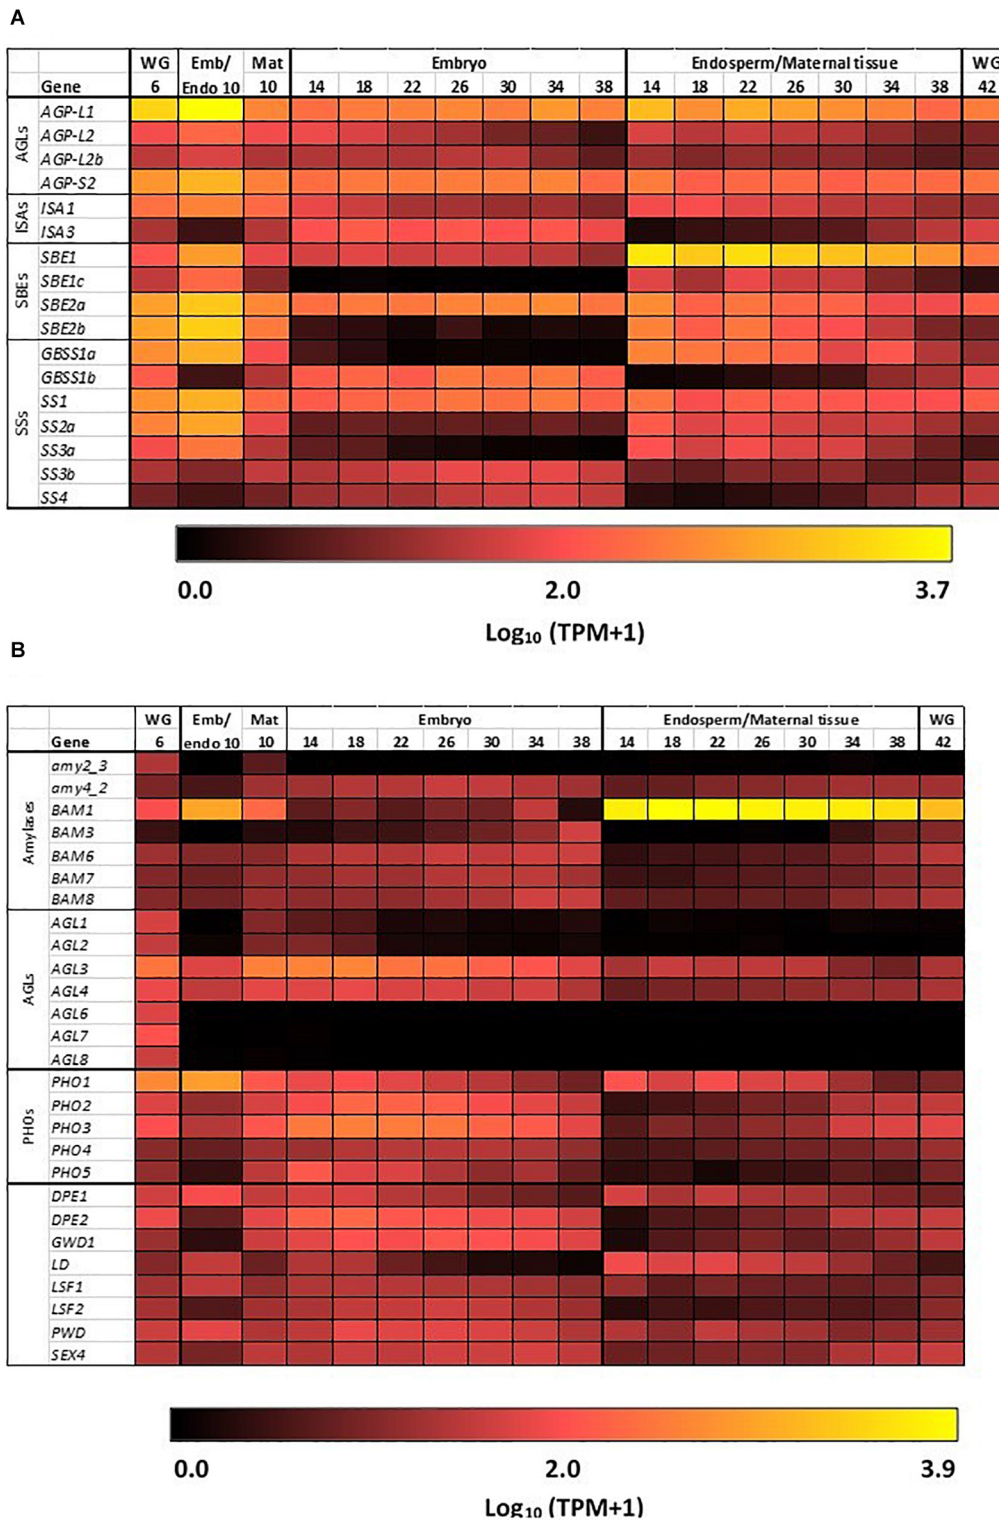 A
WG Emb/ Mat Embryo Endosperm/Maternal tissue WG
Gene 6 Endo 10 10 14 18 22 26 30 34 38 14 18 22 26 30 34 38 42
AGLs
AGP-L1
AGP-L2
AGP-L2b
AGP-S2
ISAs
ISA1
ISA3
SBEs
SBE1
SBE1c
SBE2a
SBE2b
SSs
GBSS1a
GBSS1b
SS1
SS2a
SS3a
SS3b
SS4
0.0 2.0 3.7
Log₁₀ (TPM+1)
B
WG Emb/ Mat Embryo Endosperm/Maternal tissue WG
Gene 6 endo 10 10 14 18 22 26 30 34 38 14 18 22 26 30 34 38 42
Amylases
amy2_3
amy4_2
BAM1
BAM3
BAM6
BAM7
BAM8
AGLs
AGL1
AGL2
AGL3
AGL4
AGL6
AGL7
AGL8
PHOs
PHO1
PHO2
PHO3
PHO4
PHO5
DPE1
DPE2
GWD1
LD
LSF1
LSF2
PWD
SEX4
0.0 2.0 3.9
Log₁₀ (TPM+1)